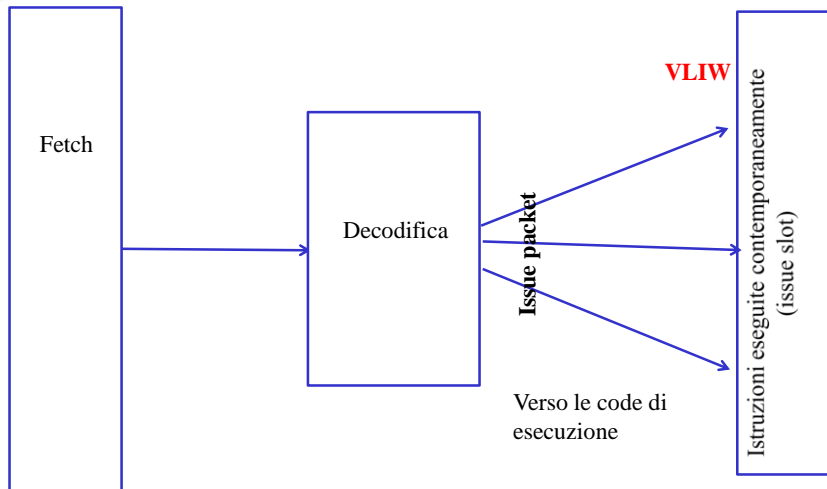 Fetch
Decodifica
Issue packet
Verso le code di
esecuzione
VLIW
Istruzioni eseguite contemporaneamente
(issue slot)